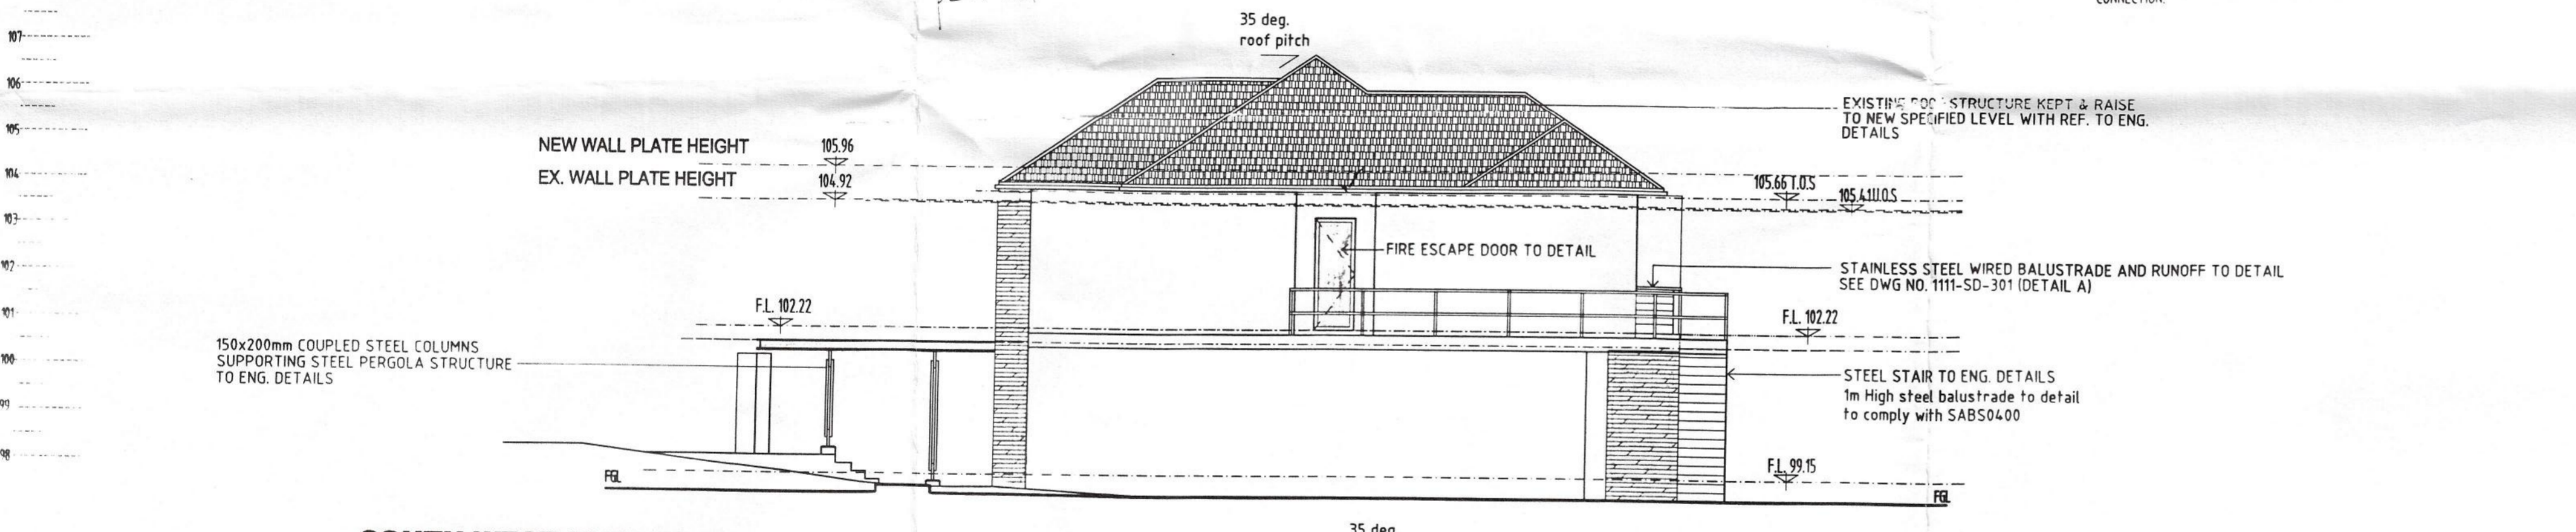 CONNECTION.
35 deg.
roof pitch
107
106
105
104
103
102
101
100
99
98
NEW WALL PLATE HEIGHT 105.96
EX. WALL PLATE HEIGHT 104.92
EXISTING STRUCTURE KEPT & RAISE
TO NEW SPECIFIED LEVEL WITH REF. TO ENG.
DETAILS
105.66 T.O.S
105.41U.O.S
FIRE ESCAPE DOOR TO DETAIL
STAINLESS STEEL WIRED BALUSTRADE AND RUNOFF TO DETAIL
SEE DWG NO. 1111-SD-301 (DETAIL A)
F.L. 102.22
F.L. 102.22
150x200mm COUPLED STEEL COLUMNS
SUPPORTING STEEL PERGOLA STRUCTURE
TO ENG. DETAILS
STEEL STAIR TO ENG. DETAILS
1m High steel balustrade to detail
to comply with SABS0400
F.L. 99.15
FGL
FGL
35 deg.